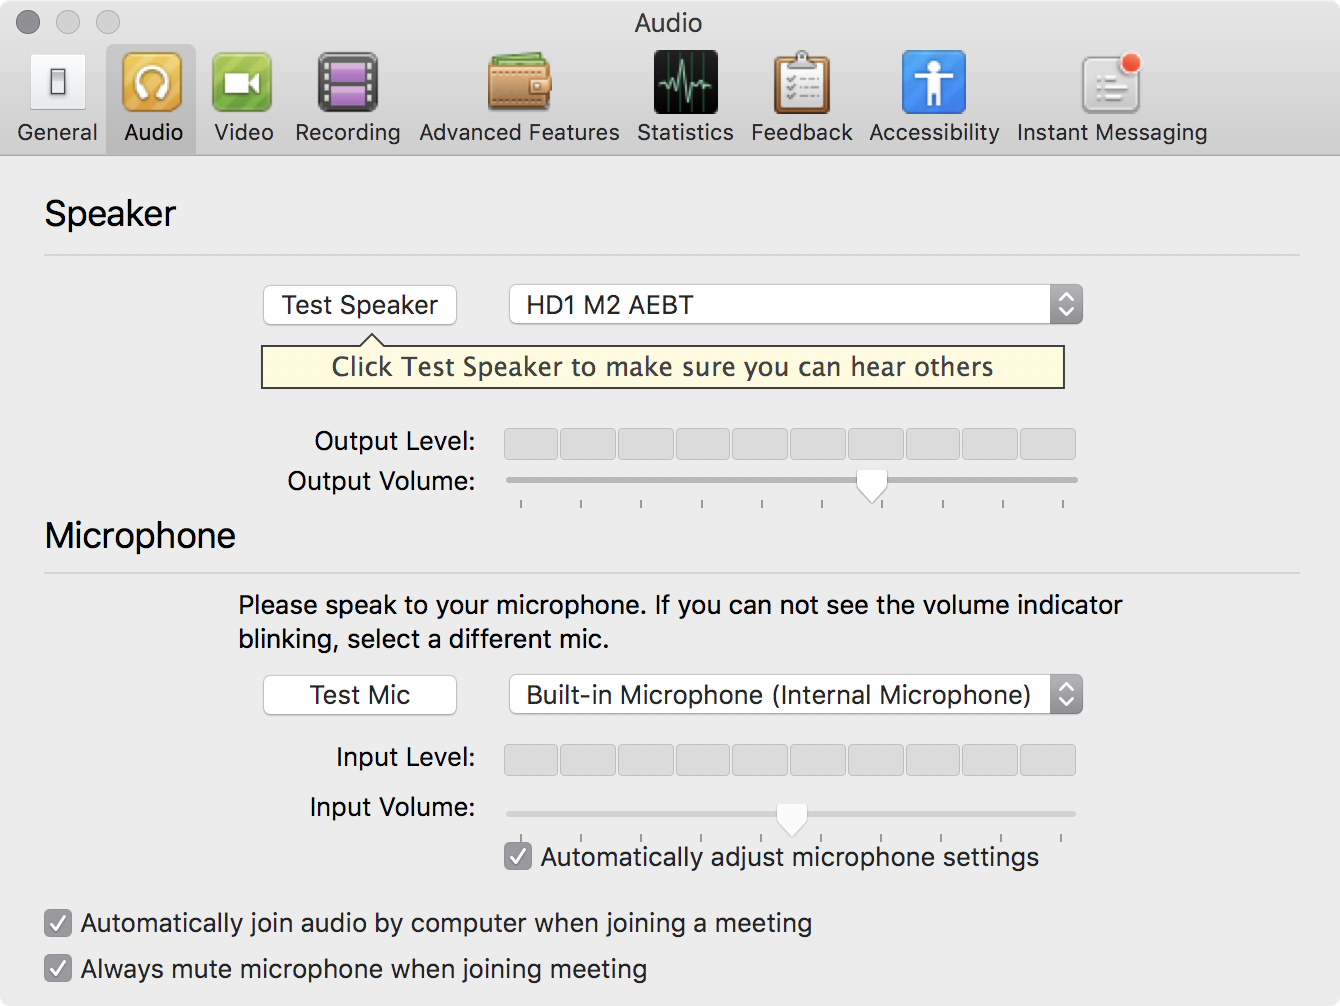 Audio
General Audio Video Recording Advanced Features Statistics Feedback Accessibility Instant Messaging
Speaker
Test Speaker HD1 M2 AEBT
Click Test Speaker to make sure you can hear others
Output Level:
Output Volume:
Microphone
Please speak to your microphone. If you can not see the volume indicator
blinking, select a different mic.
Test Mic Built-in Microphone (Internal Microphone)
Input Level:
Input Volume:
Automatically adjust microphone settings
Automatically join audio by computer when joining a meeting
Always mute microphone when joining meeting